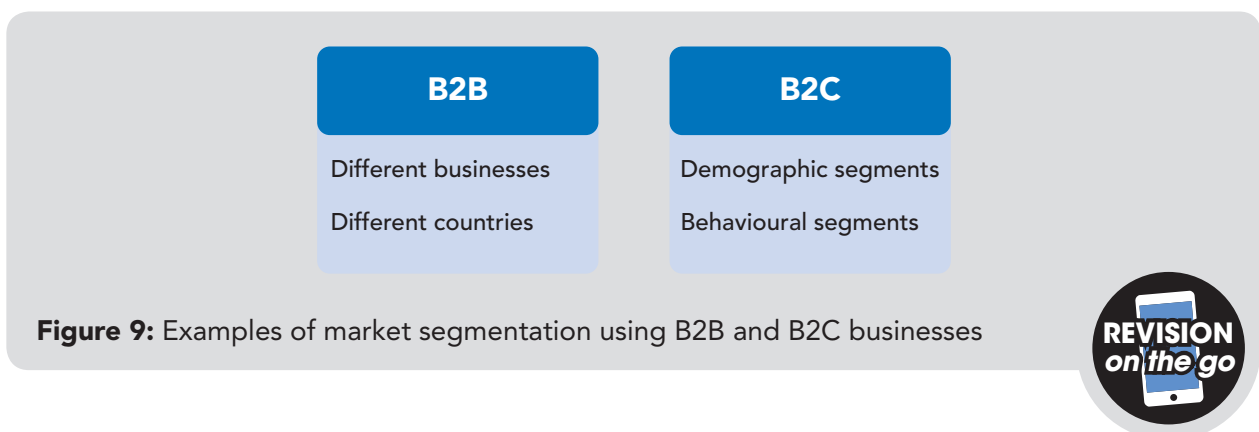 B2B
Different businesses
Different countries
B2C
Demographic segments
Behavioural segments
Figure 9: Examples of market segmentation using B2B and B2C businesses
REVISION
on the go